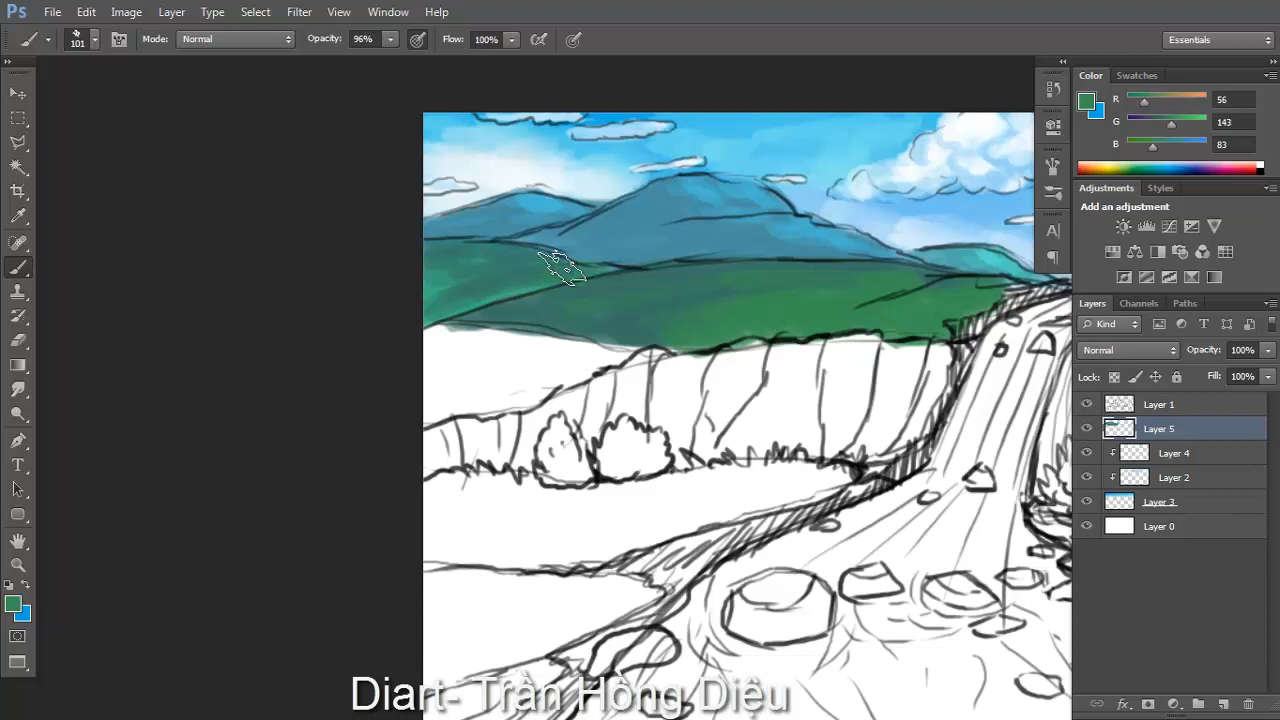 Ps File Edit Image Layer Type Select Filter View Window Help
101 Mode: Normal Opacity: 96% Flow: 100% Essentials
Color Swatches
R 56
G 143
B 83
Adjustments Styles
Add an adjustment
Layers Channels Paths
Kind
Normal Opacity: 100%
Lock: Fill: 100%
Layer 1
Layer 5
Layer 4
Layer 2
Layer 3
Layer 0
Diart- Trần Hồng Diệu